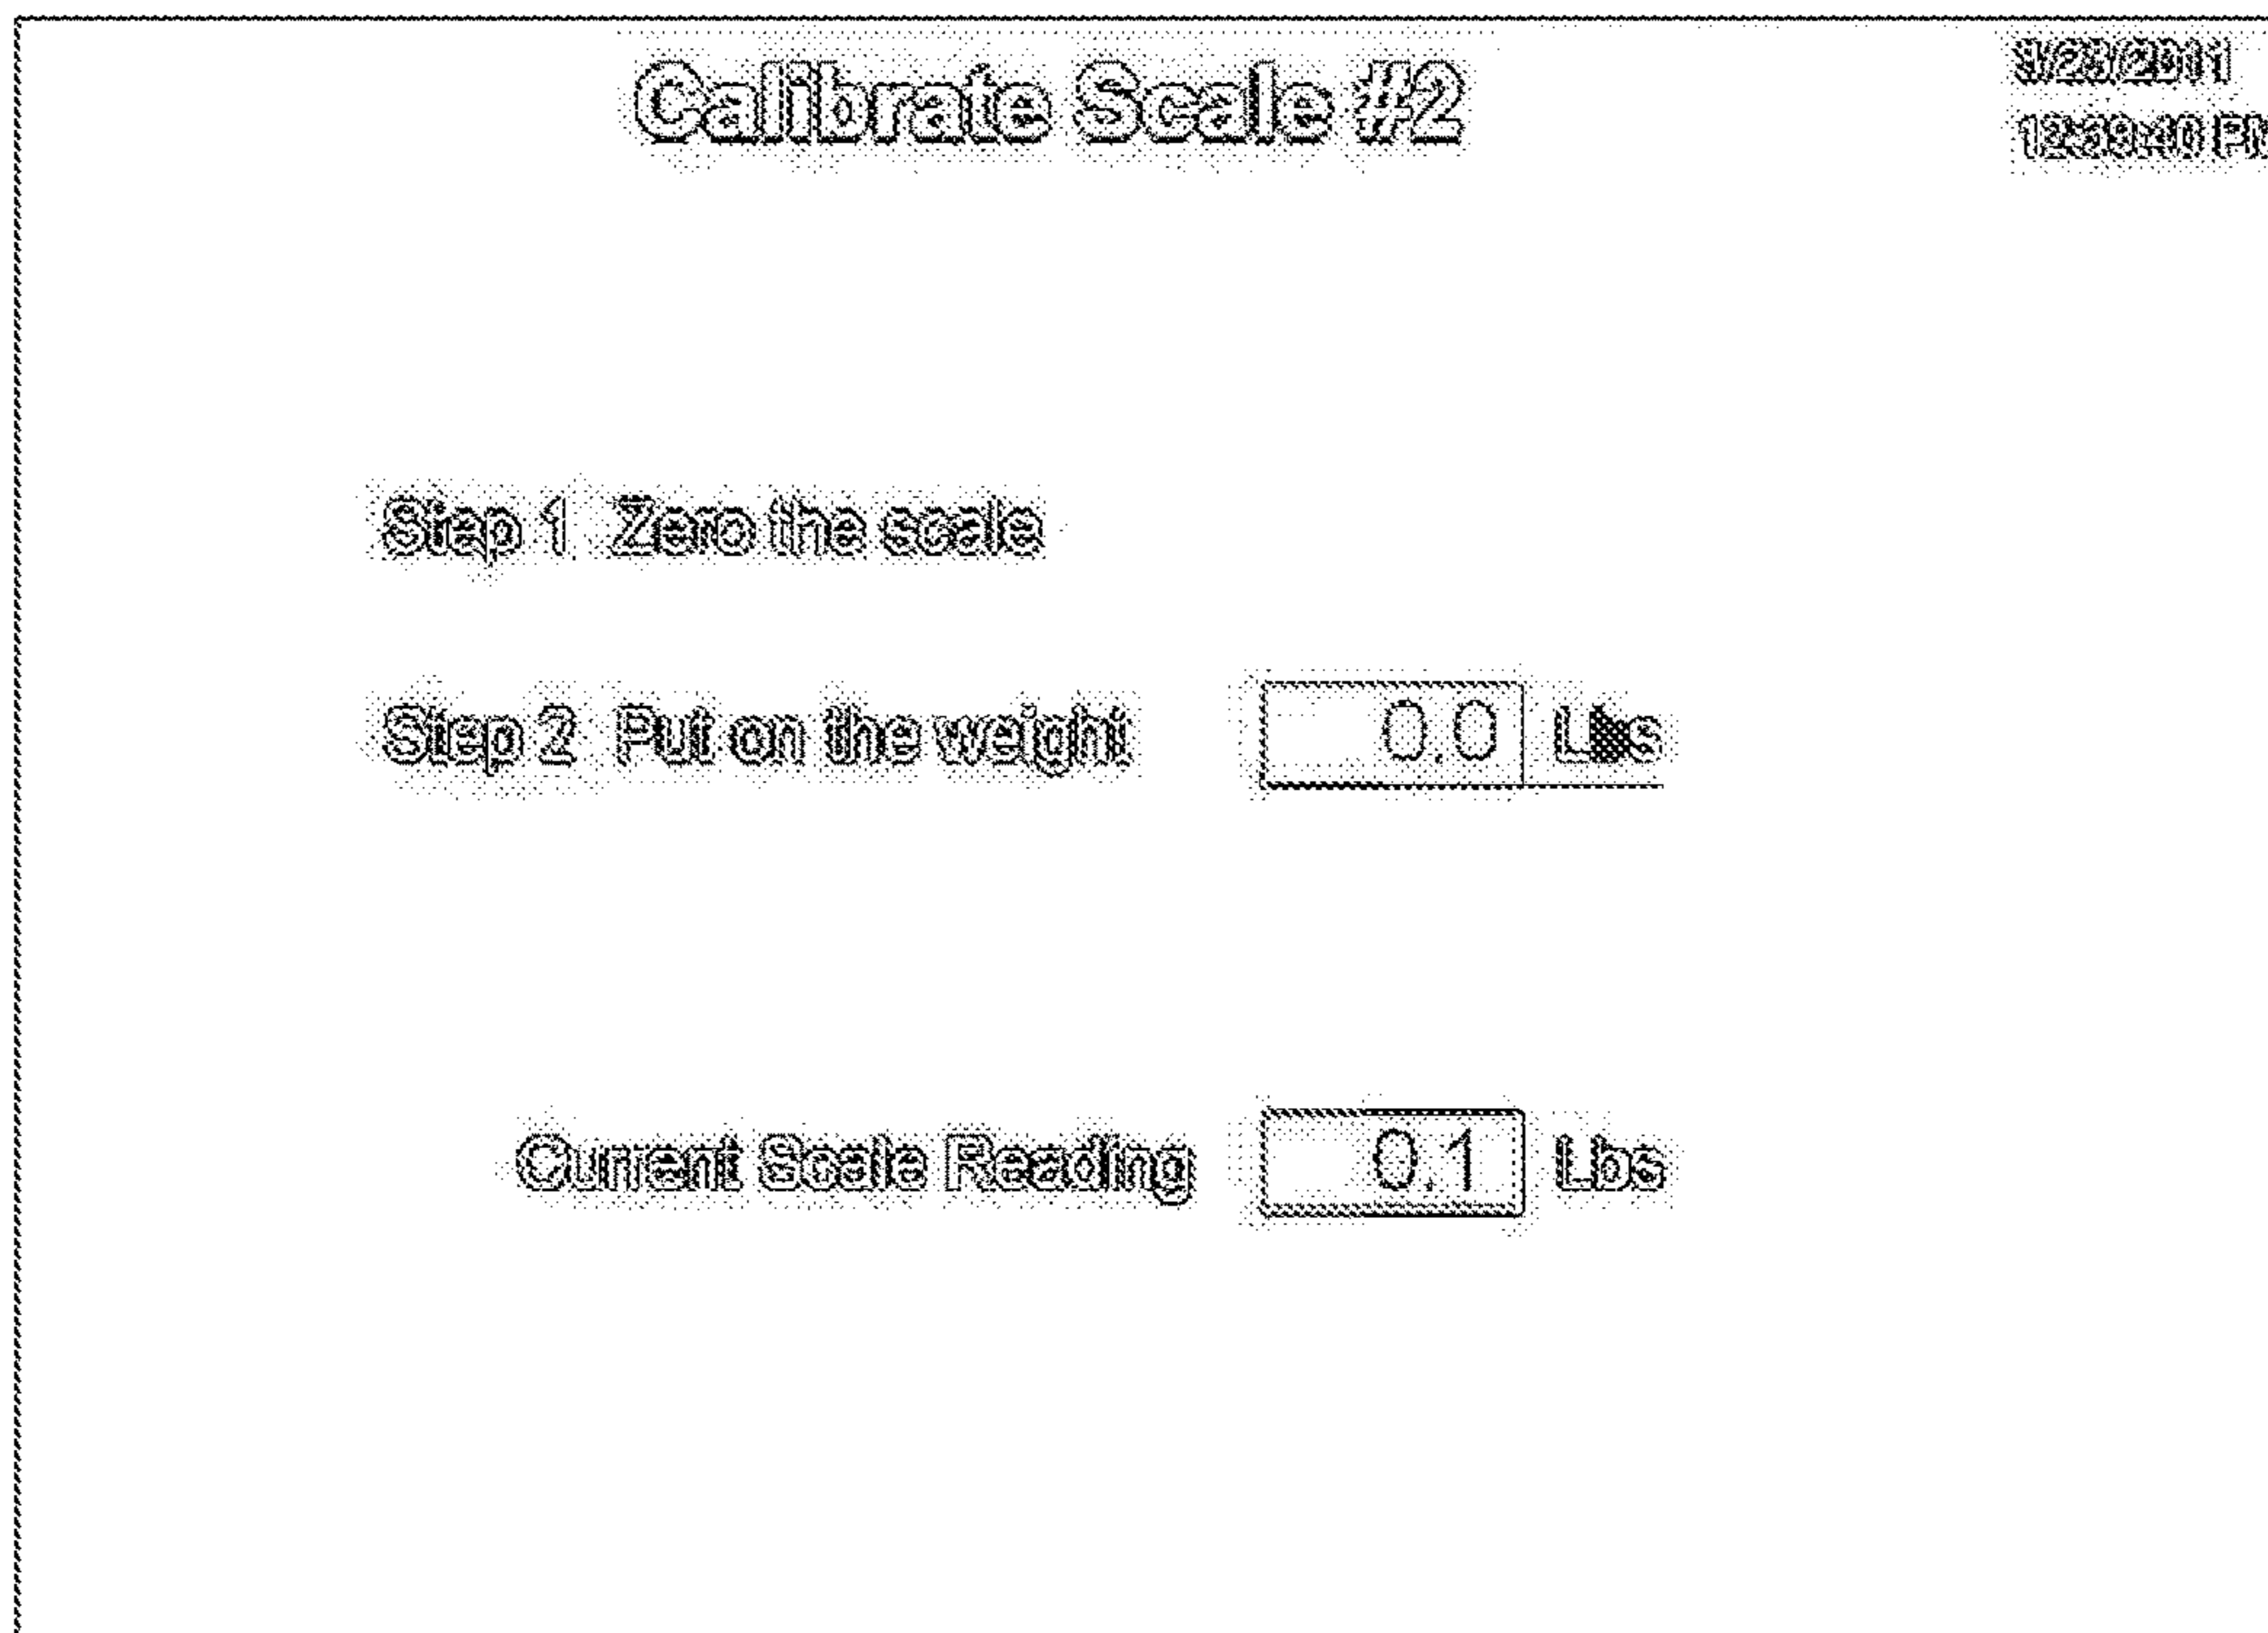 Calibrate Scale #2
Step 1 Zero the scale
Step 2 Put on the weight 0.0 Lbs
Current Scale Reading 0.1 Lbs